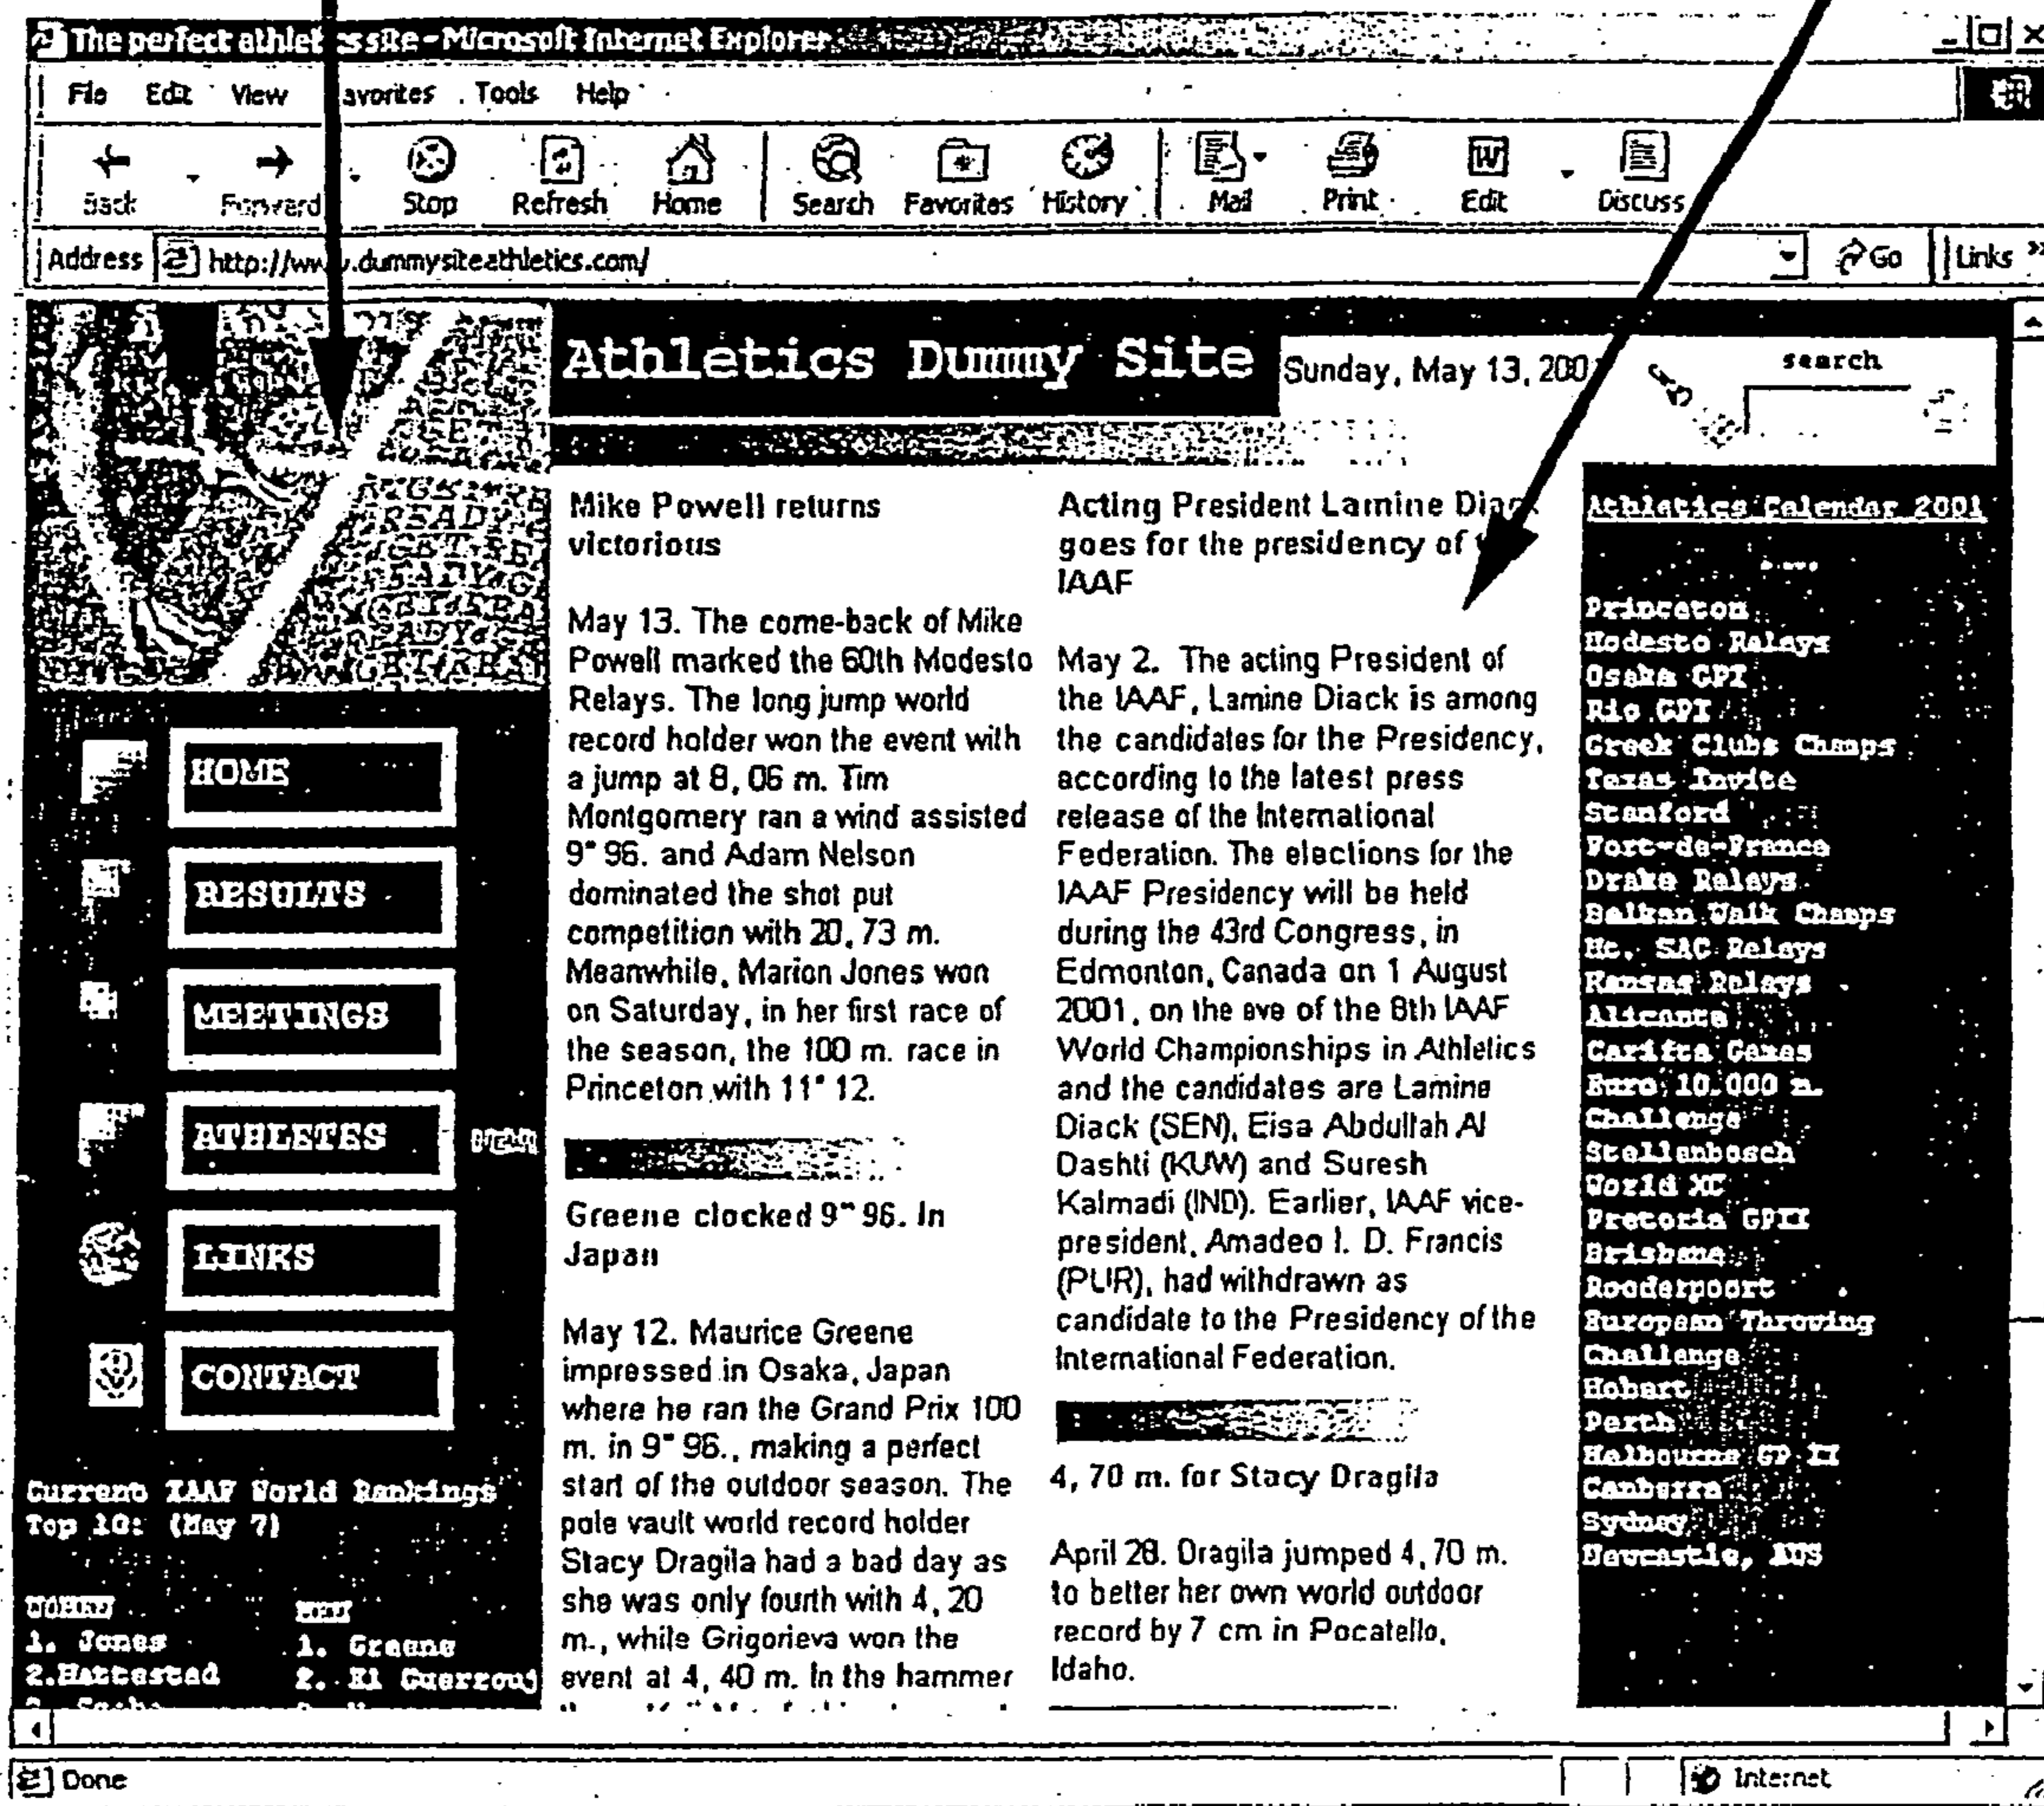 The perfect athlet s site - Microsoft Internet Explorer
File Edit View avorites Tools Help
Back Forward Stop Refresh Home Search Favorites History Mail Print Edit Discuss
Address http://ww .dummysiteathletics.com/ Go Links »
Athletics Dummy Site
Sunday, May 13, 200
search
HOME
RESULTS
MEETINGS
ATHLETES
LINKS
CONTACT
Current IAAF World Rankings
Top 10: (May 7)
WOMEN MEN
1. Jones 1. Greene
2.Hattestad 2. El Guerrouj
Mike Powell returns
victorious
May 13. The come-back of Mike
Powell marked the 60th Modesto
Relays. The long jump world
record holder won the event with
a jump at 8, 06 m. Tim
Montgomery ran a wind assisted
9" 96. and Adam Nelson
dominated the shot put
competition with 20, 73 m.
Meanwhile, Marion Jones won
on Saturday, in her first race of
the season, the 100 m. race in
Princeton with 11" 12.
Greene clocked 9" 96. In
Japan
May 12. Maurice Greene
impressed in Osaka, Japan
where he ran the Grand Prix 100
m. in 9" 96., making a perfect
start of the outdoor season. The
pole vault world record holder
Stacy Dragila had a bad day as
she was only fourth with 4, 20
m., while Grigorieva won the
event at 4, 40 m. In the hammer
Acting President Lamine Diack
goes for the presidency of
IAAF
May 2. The acting President of
the IAAF, Lamine Diack is among
the candidates for the Presidency,
according to the latest press
release of the International
Federation. The elections for the
IAAF Presidency will be held
during the 43rd Congress, in
Edmonton, Canada on 1 August
2001, on the eve of the 8th IAAF
World Championships in Athletics
and the candidates are Lamine
Diack (SEN), Eisa Abdullah Al
Dashti (KUW) and Suresh
Kalmadi (IND). Earlier, IAAF vice-
president, Amadeo I. D. Francis
(PUR), had withdrawn as
candidate to the Presidency of the
International Federation.
4, 70 m. for Stacy Dragila
April 28. Dragila jumped 4, 70 m.
to better her own world outdoor
record by 7 cm in Pocatello,
Idaho.
Athletics Calendar 2001
Princeton
Modesto Relays
Osaka GPI
Rio GPI
Greek Clubs Champs
Texas Invite
Stanford
Fort-de-France
Drake Relays
Balkan Walk Champs
Mt. SAC Relays
Kansas Relays
Alicante
Carifta Games
Euro 10.000 m.
Challenge
Stellenbosch
World XC
Pretoria GPII
Brisbane
Rooderpoort
European Throwing
Challenge
Hobart
Perth
Melbourne GP II
Canberra
Sydney
Newcastle, AUS
Done
Internet